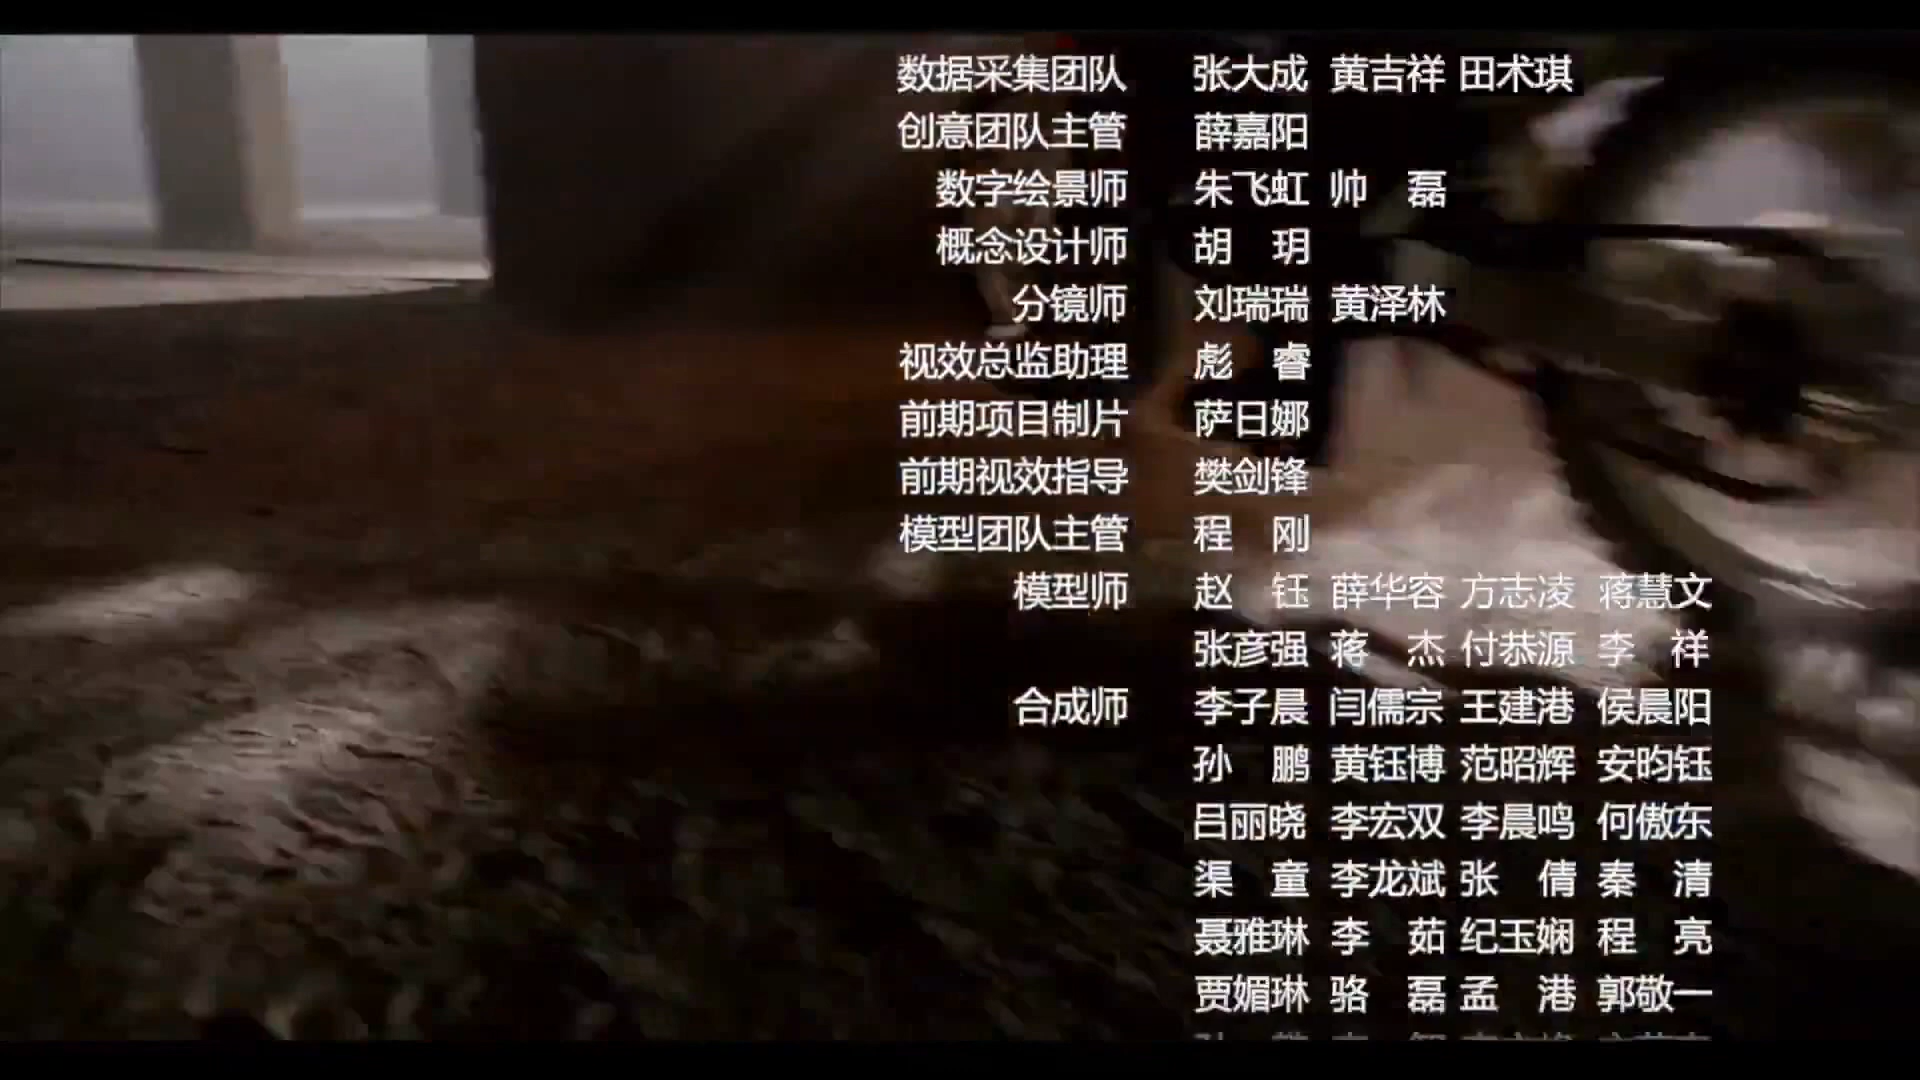 数据采集团队 张大成 黄吉祥 田术琪
创意团队主管 薛嘉阳
数字绘景师 朱飞虹 帅 磊
概念设计师 胡 玥
分镜师 刘瑞瑞 黄泽林
视效总监助理 彪 睿
前期项目制片 萨日娜
前期视效指导 樊剑锋
模型团队主管 程 刚
模型师 赵 钰 薛华容 方志凌 蒋慧文
张彦强 蒋 杰 付恭源 李 祥
合成师 李子晨 闫儒宗 王建港 侯晨阳
孙 鹏 黄钰博 范昭辉 安昀钰
吕丽晓 李宏双 李晨鸣 何傲东
渠 童 李龙斌 张 倩 秦 清
聂雅琳 李 茹 纪玉娴 程 亮
贾媚琳 骆 磊 孟 港 郭敬一